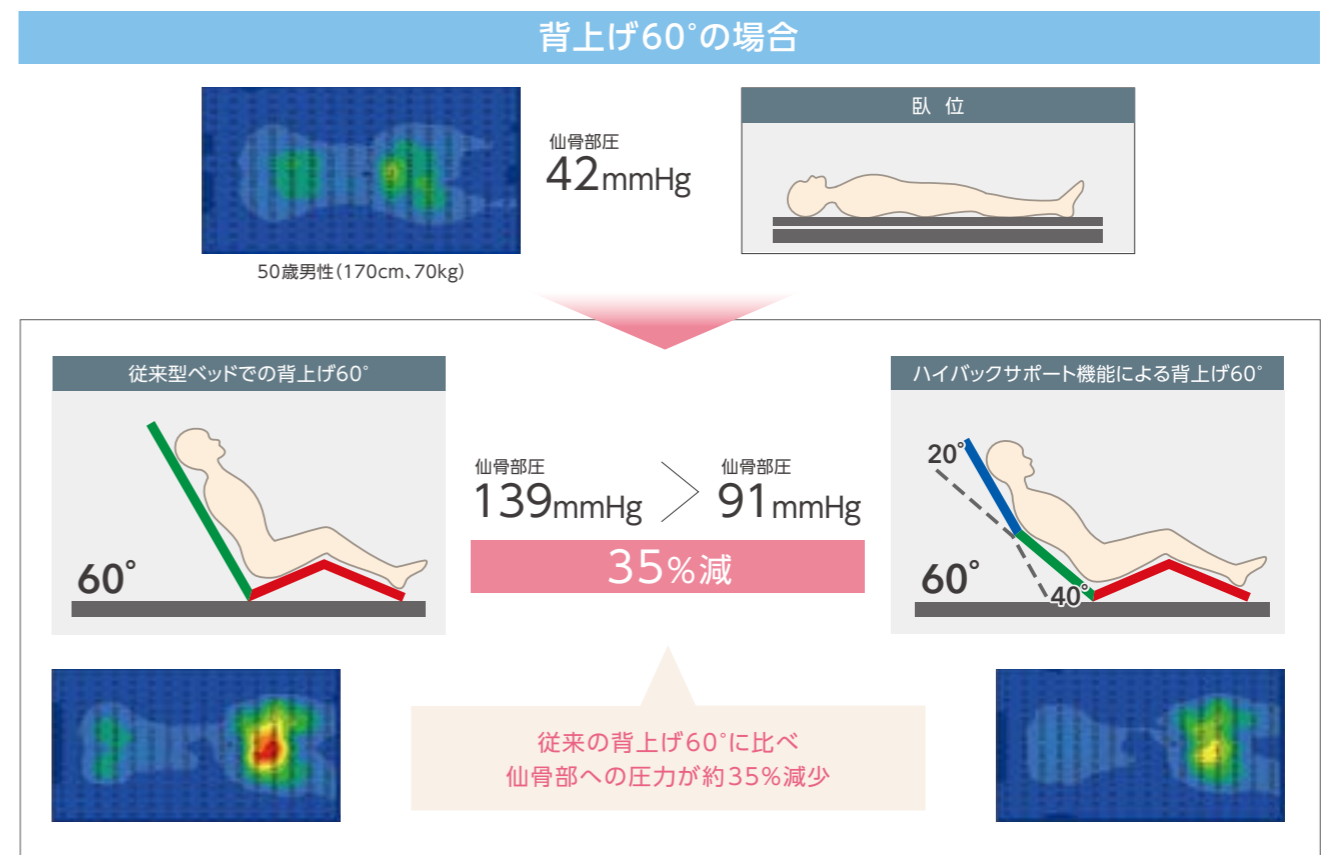 背上げ60°の場合
仙骨部圧
42mmHg
臥 位
50歳男性(170cm、70kg)
従来型ベッドでの背上げ60°
60°
仙骨部圧
139mmHg
仙骨部圧
91mmHg
35%減
ハイバックサポート機能による背上げ60°
20°
60°
40°
従来の背上げ60°に比べ
仙骨部への圧力が約35%減少